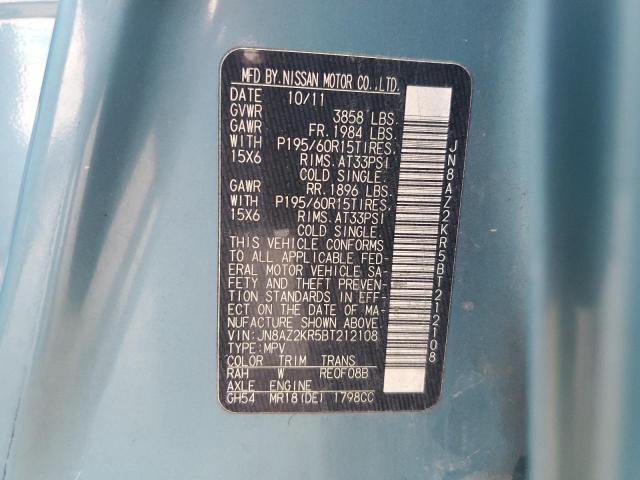 MFD BY.NISSAN MOTOR CO.,LTD.
DATE 10/11
GVWR 3858 LBS.
GAWR FR. 1984 LBS.
WITH P195/60R15TIRES.
15X6 RIMS. AT33PSI
COLD SINGLE.
GAWR RR. 1896 LBS.
WITH P195/60R15TIRES.
15X6 RIMS. AT33PSI
COLD SINGLE.
THIS VEHICLE CONFORMS
TO ALL APPLICABLE FED-
ERAL MOTOR VEHICLE SA-
FETY AND THEFT PREVEN-
TION STANDARDS IN EFF-
ECT ON THE DATE OF MA-
NUFACTURE SHOWN ABOVE.
VIN:JN8AZ2KR5BT212108
TYPE:MPV
COLOR TRIM TRANS
RAH W RE0F08B
AXLE ENGINE
GH54 MR18(DE) 1798CC
JN8AZ2KR5BT212108